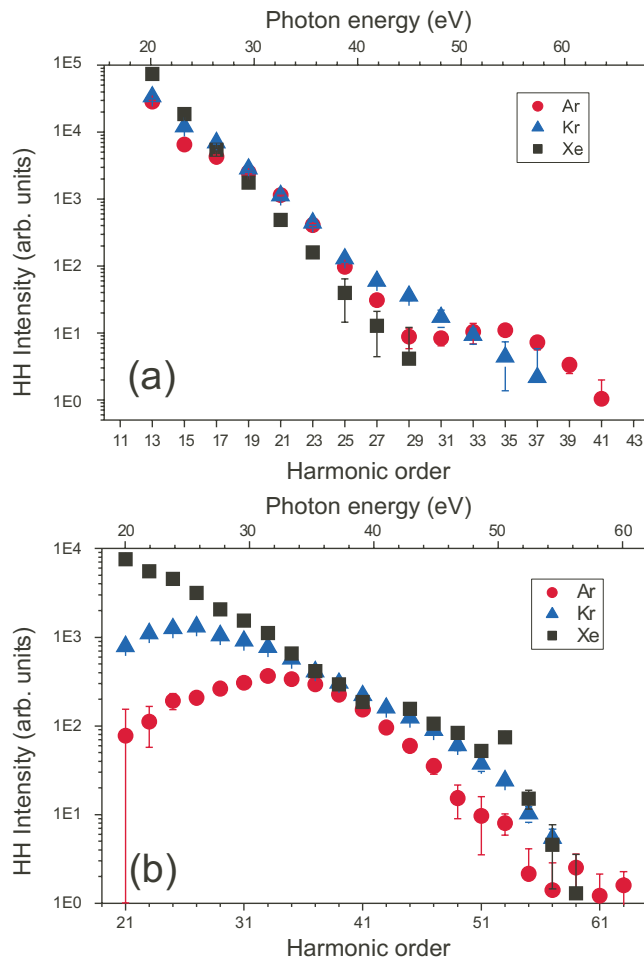 Photon energy (eV)
20 30 40 50 60
HH Intensity (arb. units)
1E5
1E4
1E3
1E2
1E1
1E0
Ar
Kr
Xe
(a)
11 13 15 17 19 21 23 25 27 29 31 33 35 37 39 41 43
Harmonic order
Photon energy (eV)
20 30 40 50 60
HH Intensity (arb. units)
1E4
1E3
1E2
1E1
1E0
Ar
Kr
Xe
(b)
21 31 41 51 61
Harmonic order